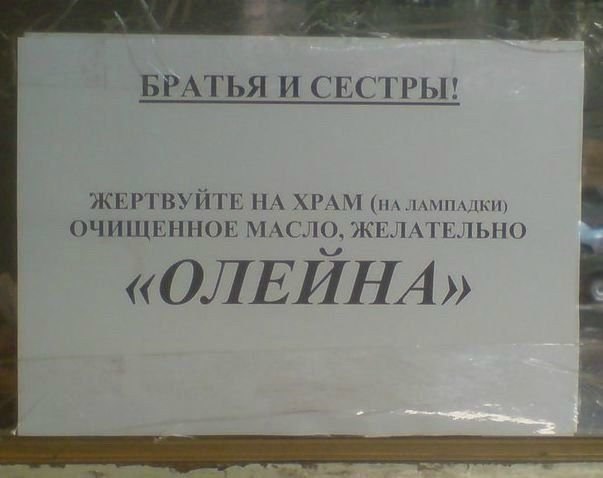 БРАТЬЯ И СЕСТРЫ!
ЖЕРТВУЙТЕ НА ХРАМ (НА ЛАМПАДКИ)
ОЧИЩЕННОЕ МАСЛО, ЖЕЛАТЕЛЬНО
«ОЛЕЙНА»